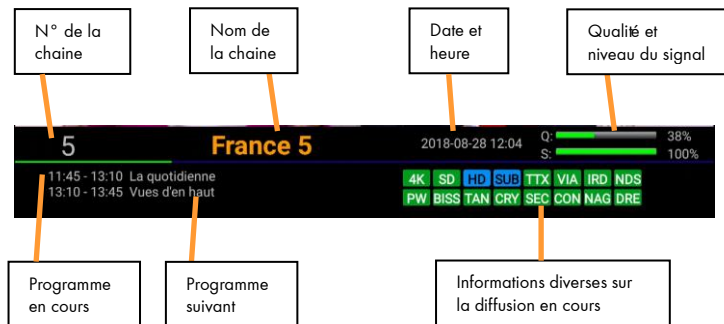 N° de la
chaine
Nom de
la chaine
Date et
heure
Qualité et
niveau du signal
5
France 5
2018-08-28 12:04
Q:
38%
S:
100%
11:45 - 13:10 La quotidienne
13:10 - 13:45 Vues d'en haut
4K SD HD SUB TTX VIA IRD NDS
PW BISS TAN CRY SEC CON NAG DRE
Programme
en cours
Programme
suivant
Informations diverses sur
la diffusion en cours